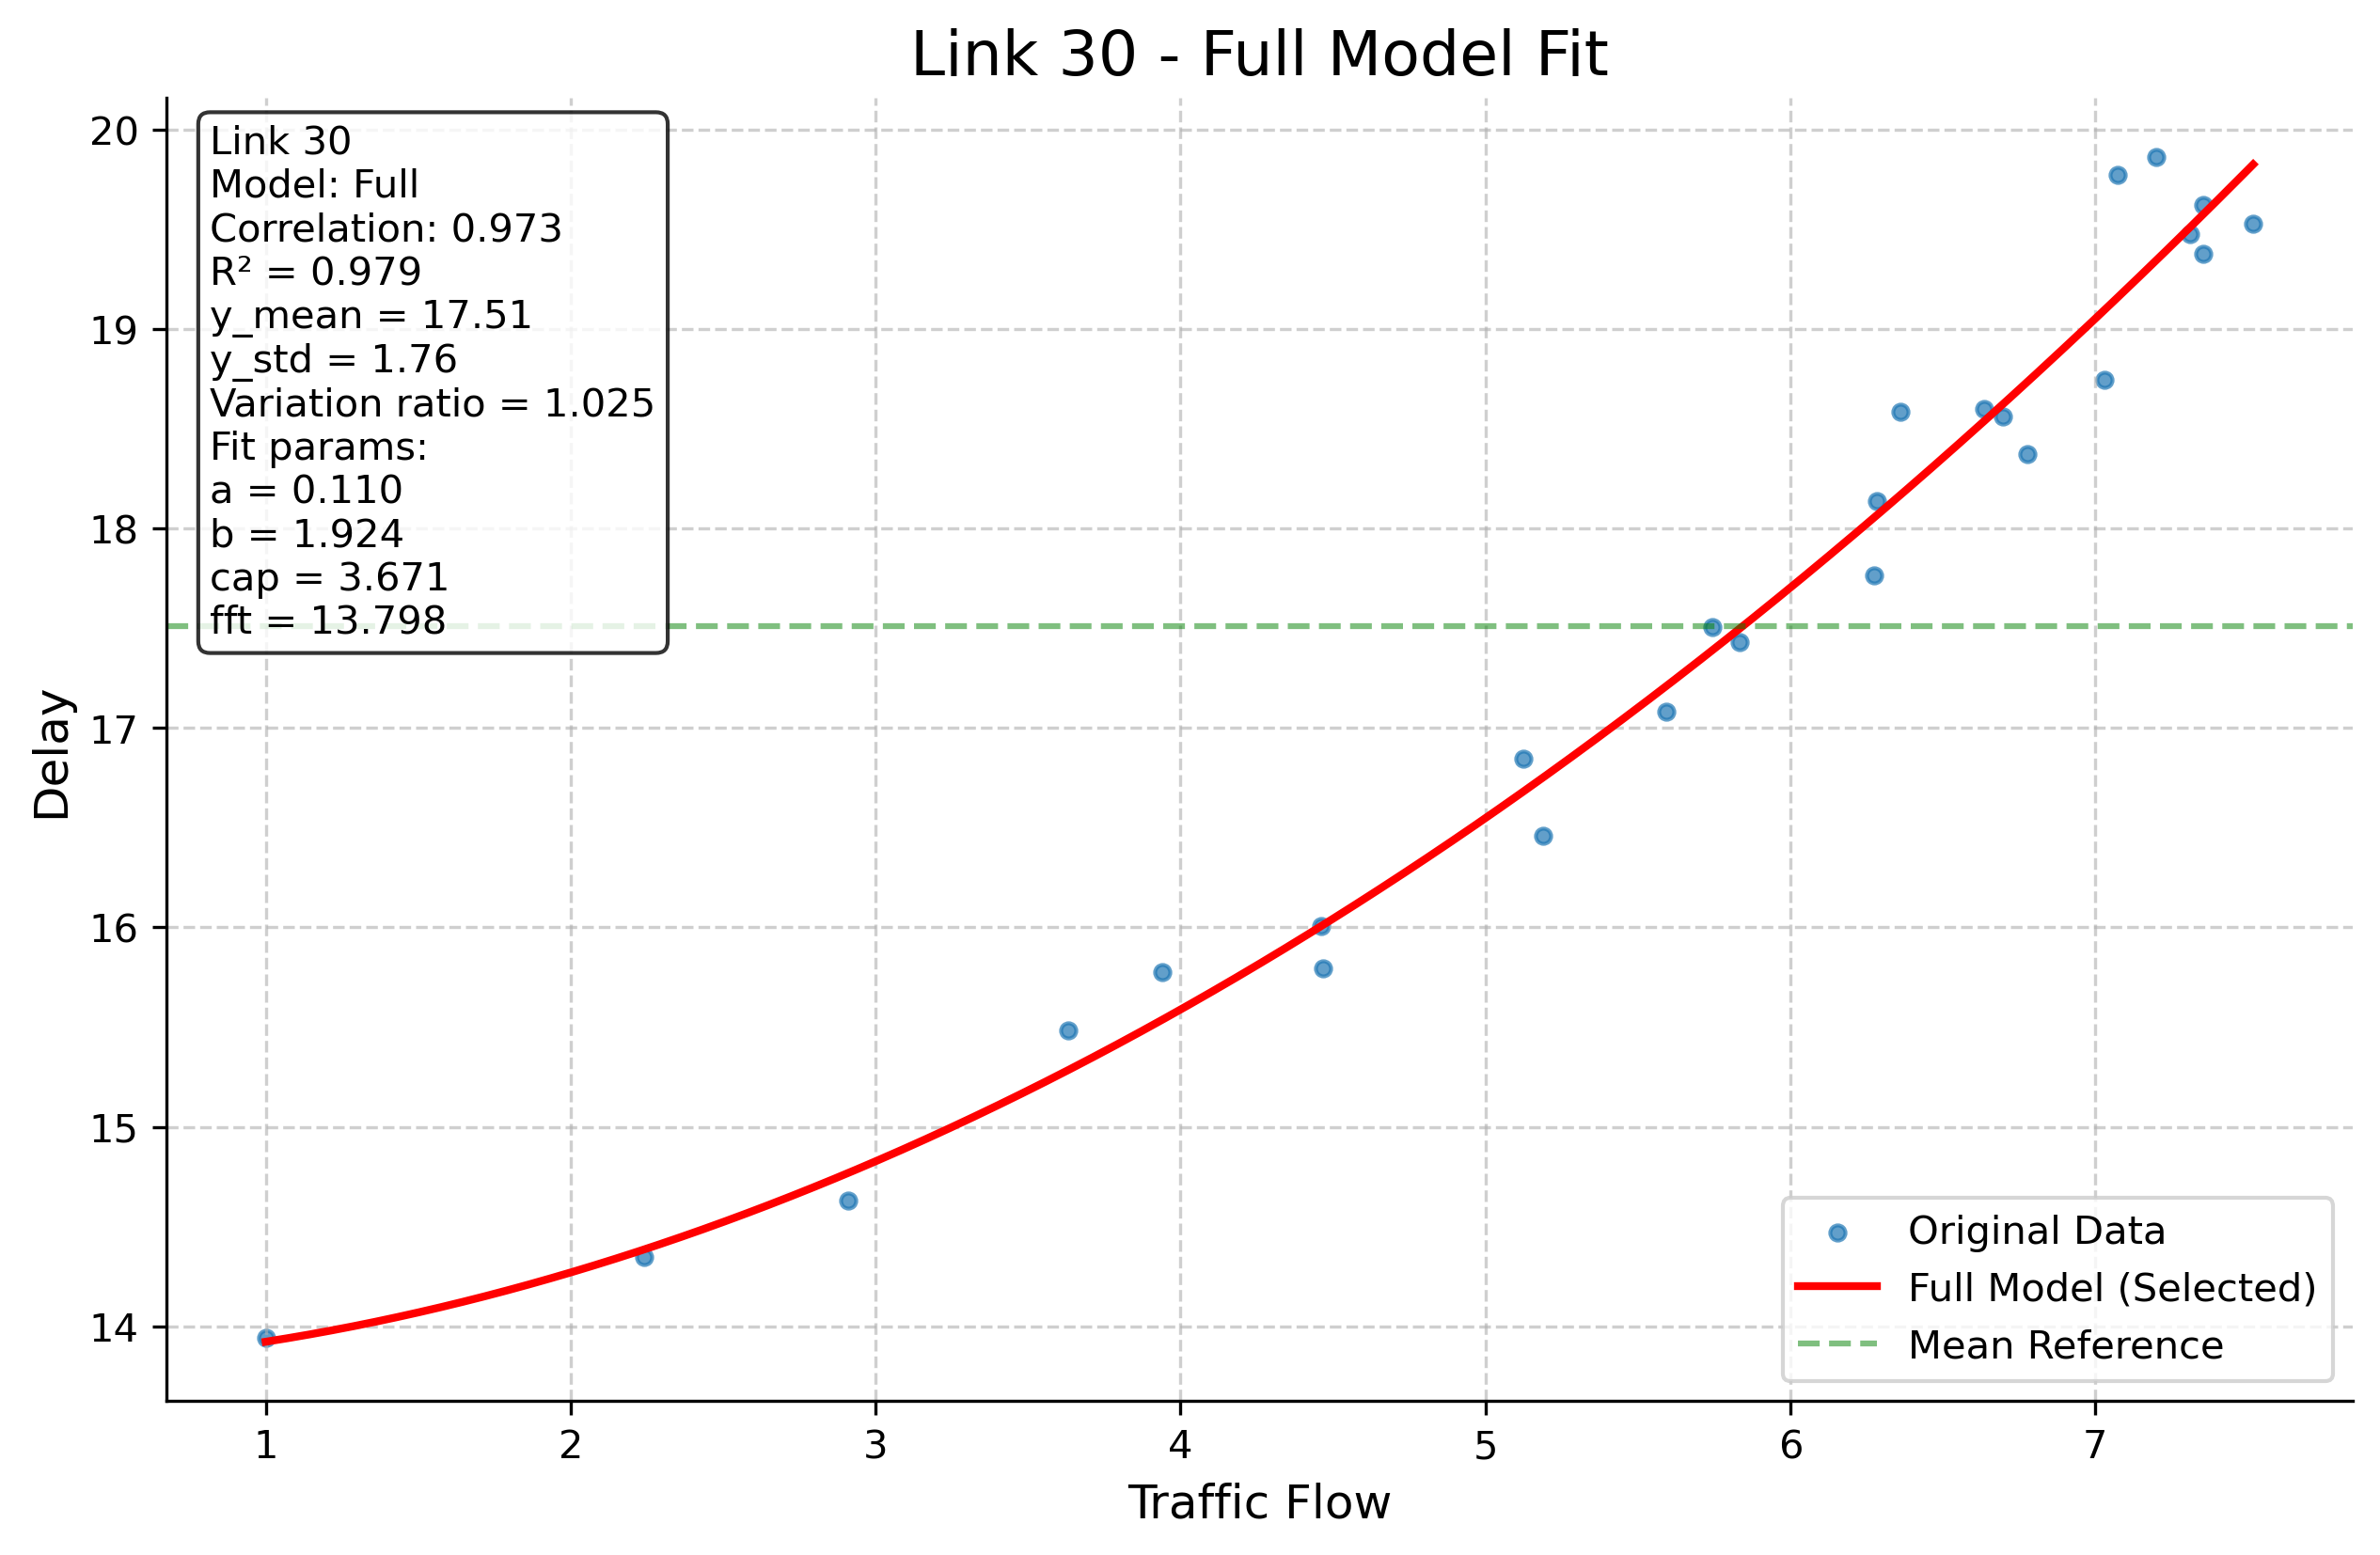 Link 30 - Full Model Fit
20
19
18
17
16
15
14
Delay
Link 30
Model: Full
Correlation: 0.973
R² = 0.979
y_mean = 17.51
y_std = 1.76
Variation ratio = 1.025
Fit params:
a = 0.110
b = 1.924
cap = 3.671
fft = 13.798
Original Data
Full Model (Selected)
Mean Reference
1 2 3 4 5 6 7
Traffic Flow